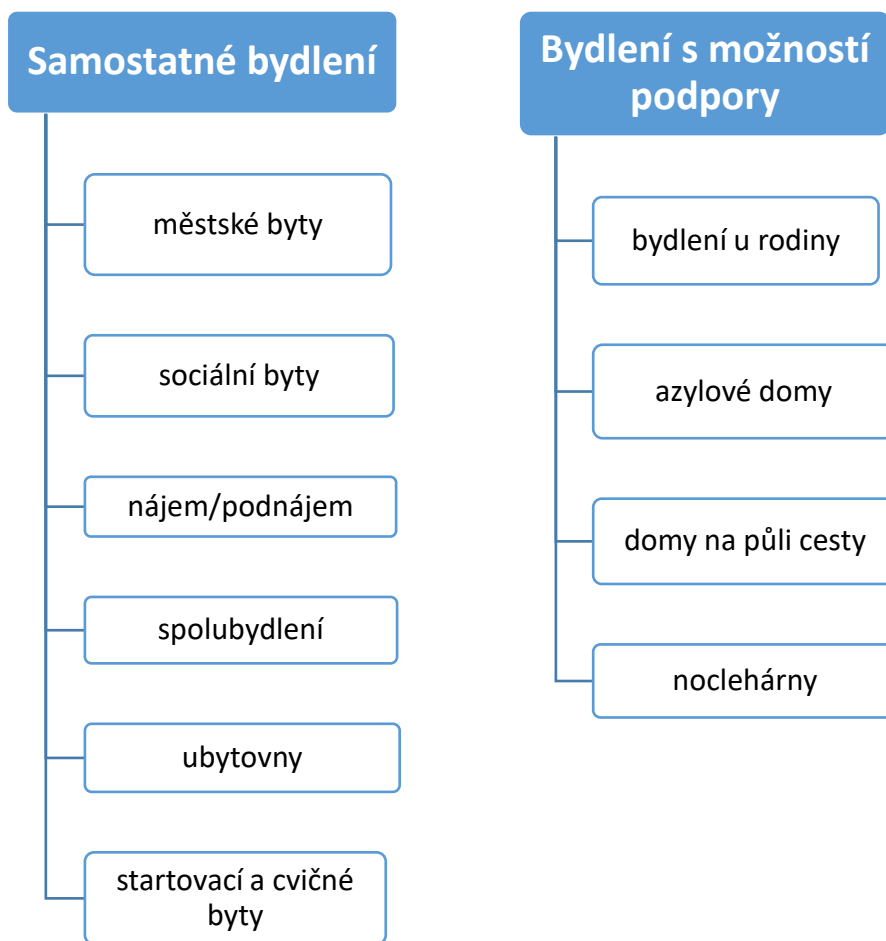 Samostatné bydlení
městské byty
sociální byty
nájem/podnájem
spolubydlení
ubytovny
startovací a cvičné
byty
Bydlení s možností
podpory
bydlení u rodiny
azylové domy
domy na půli cesty
noclehárny